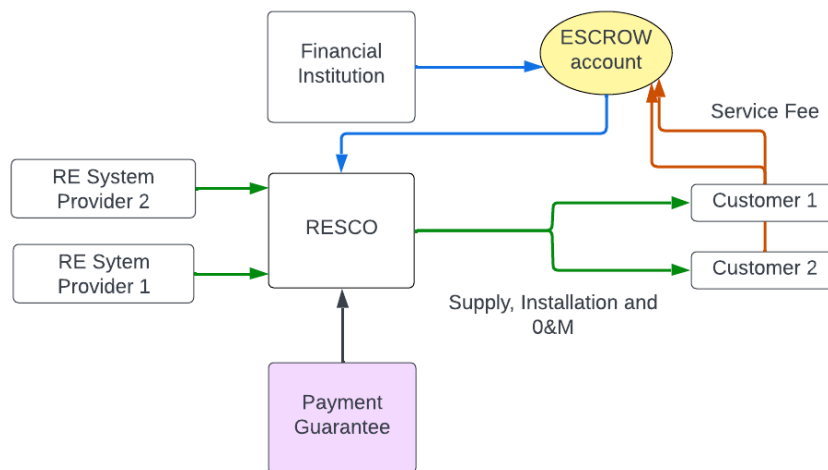 Financial
Institution
ESCROW
account
Service Fee
RE System
Provider 2
RESCO
Customer 1
RE Sytem
Provider 1
Customer 2
Supply, Installation and
0&M
Payment
Guarantee